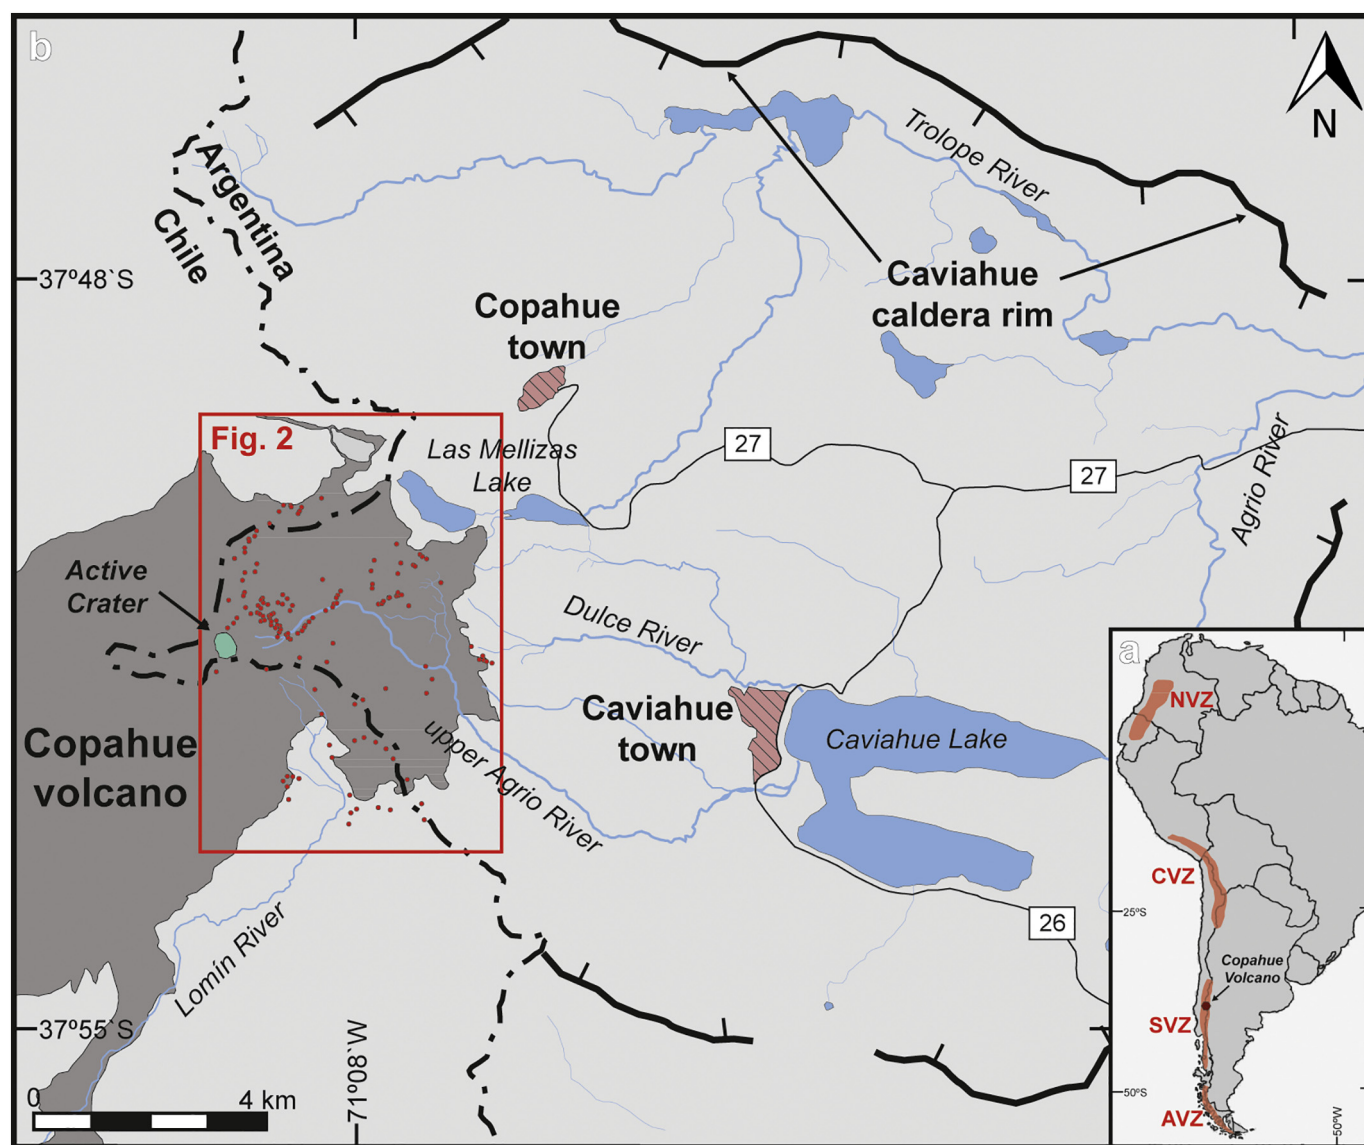 b
N
Trolope River
Argentina
Chile
37º48`S
Caviahue
caldera rim
Copahue
town
Fig. 2
Las Mellizas
Lake
27
27
Agrio River
Active
Crater
Dulce River
a
NVZ
Caviahue
town
Caviahue Lake
Copahue
volcano
upper Agrio River
CVZ
25ºS
26
Copahue
Volcano
Lomín River
SVZ
37º55`S
71º08`W
0
4 km
50ºS
AVZ
50ºW